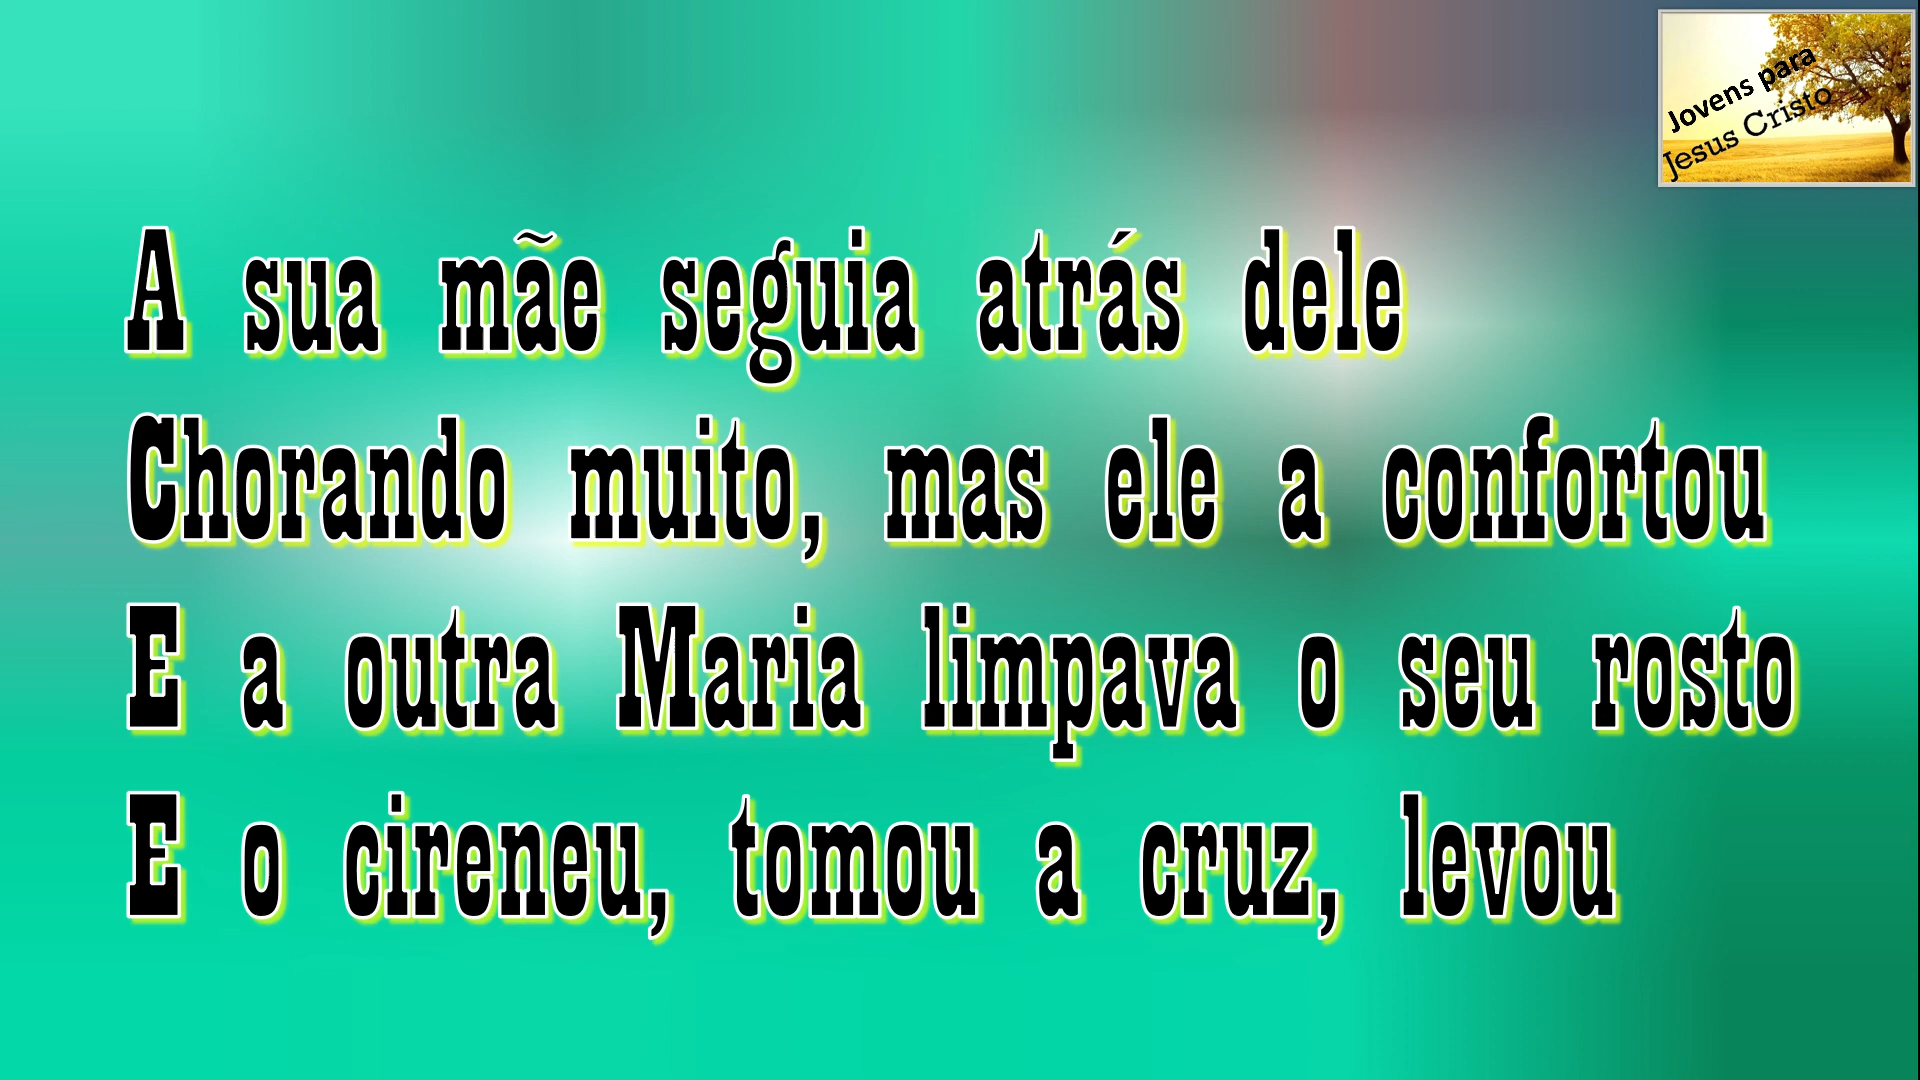 Jovens para
Jesus Cristo
A sua mãe seguia atrás dele
Chorando muito, mas ele a confortou
E a outra Maria limpava o seu rosto
E o cireneu, tomou a cruz, levou